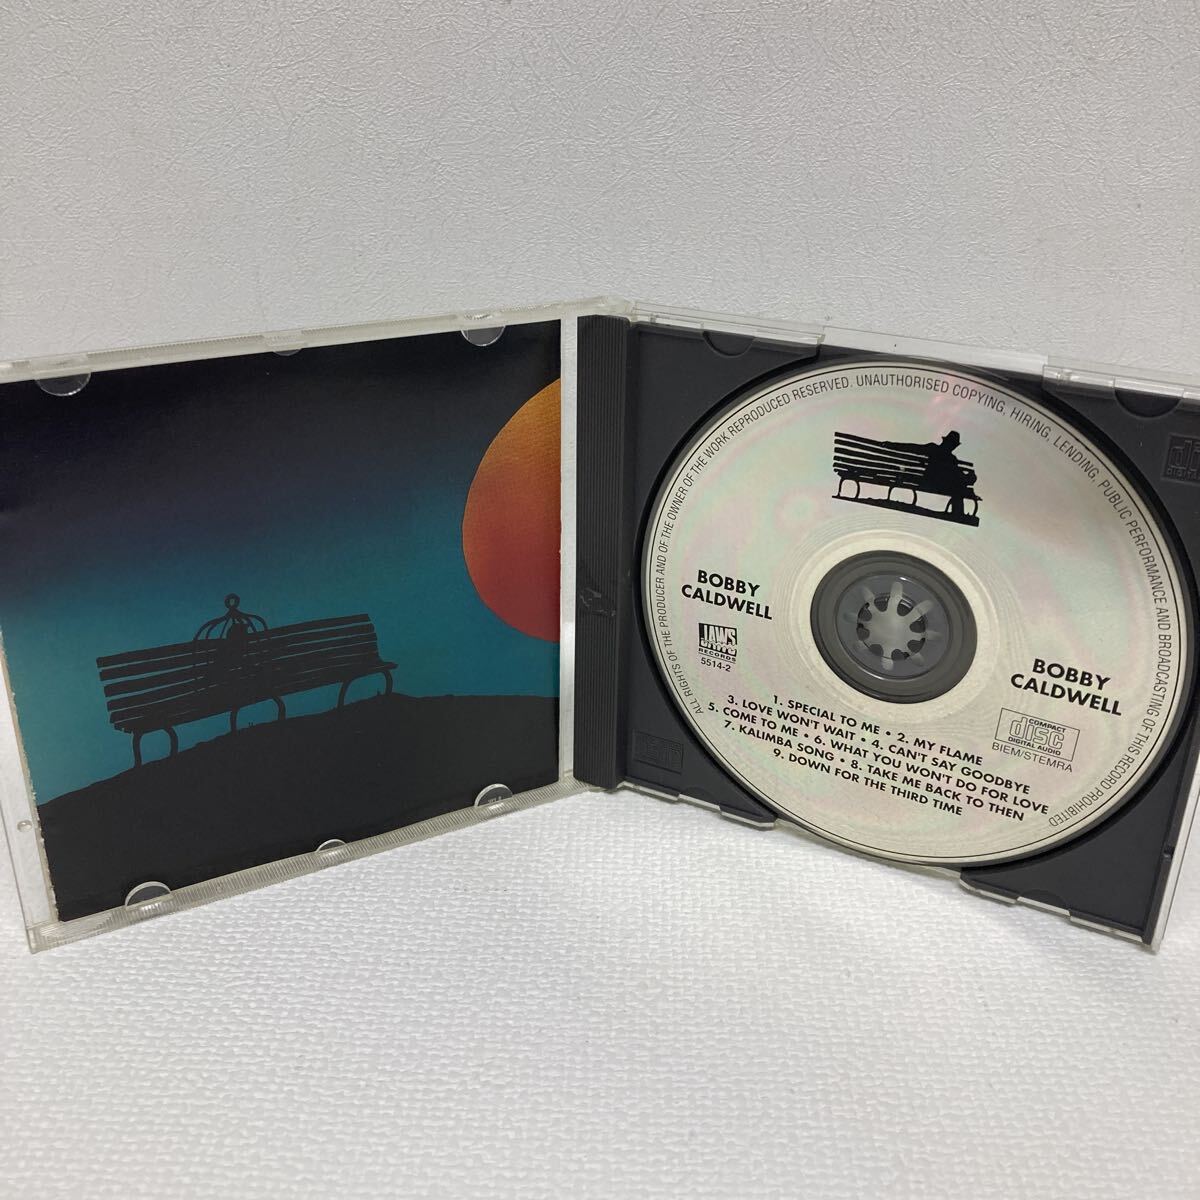 ALL RIGHTS OF THE PRODUCER AND OF THE OWNER OF THE WORK REPRODUCED RESERVED. UNAUTHORISED COPYING, HIRING, LENDING, PUBLIC PERFORMANCE AND BROADCASTING OF THIS RECORD PROHIBITED
BOBBY
CALDWELL
JAWS
RECORDS
5514-2
BOBBY
CALDWELL
COMPACT
disc
DIGITAL AUDIO
BIEM/STEMRA
1. SPECIAL TO ME • 2. MY FLAME
3. LOVE WON'T WAIT • 4. CAN'T SAY GOODBYE
5. COME TO ME • 6. WHAT YOU WON'T DO FOR LOVE
7. KALIMBA SONG • 8. TAKE ME BACK TO THEN
9. DOWN FOR THE THIRD TIME